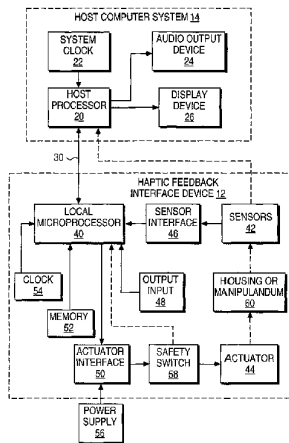 HOST COMPUTER SYSTEM 14
SYSTEM
CLOCK
22
AUDIO OUTPUT
DEVICE
24
HOST
PROCESSOR
20
DISPLAY
DEVICE
26
30
HAPTIC FEEDBACK
INTERFACE DEVICE 12
LOCAL
MICROPROCESSOR
40
SENSOR
INTERFACE
46
SENSORS
42
CLOCK
54
OUTPUT
INPUT
48
HOUSING OR
MANIPULANDUM
60
MEMORY
52
ACTUATOR
INTERFACE
50
SAFETY
SWITCH
58
ACTUATOR
44
POWER
SUPPLY
56